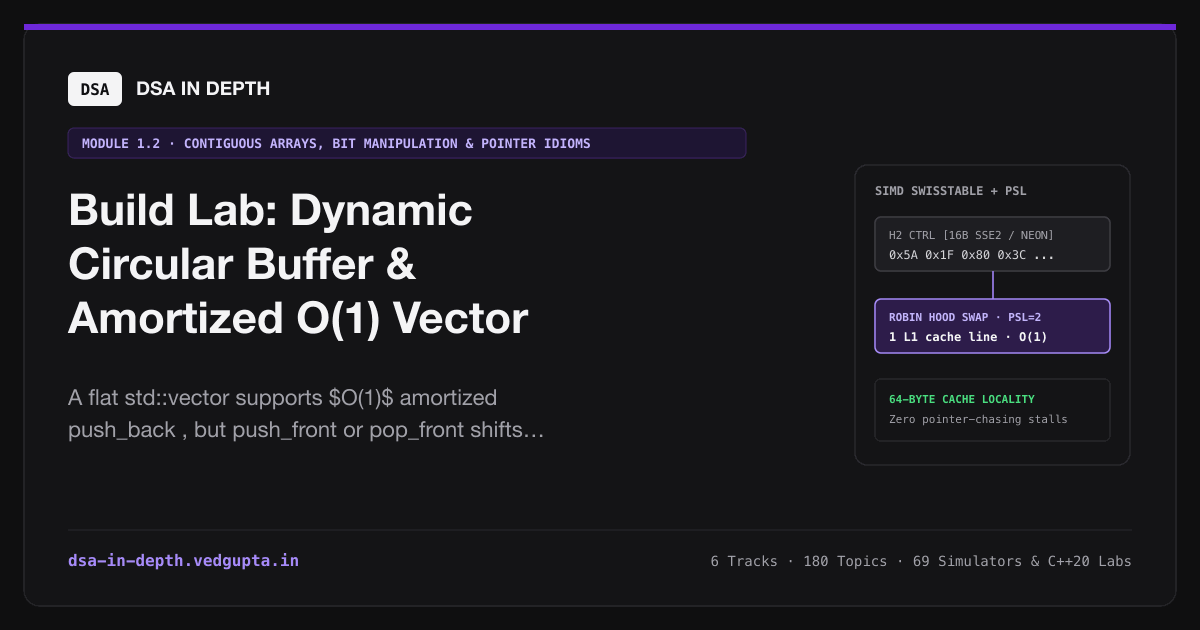 DSA DSA IN DEPTH
MODULE 1.2 · CONTIGUOUS ARRAYS, BIT MANIPULATION & POINTER IDIOMS
Build Lab: Dynamic
Circular Buffer &
Amortized O(1) Vector
A flat std::vector supports $O(1)$ amortized
push_back , but push_front or pop_front shifts…
SIMD SWISSTABLE + PSL
H2 CTRL [16B SSE2 / NEON]
0x5A 0x1F 0x80 0x3C ...
ROBIN HOOD SWAP · PSL=2
1 L1 cache line · O(1)
64-BYTE CACHE LOCALITY
Zero pointer-chasing stalls
dsa-in-depth.vedgupta.in
6 Tracks · 180 Topics · 69 Simulators & C++20 Labs